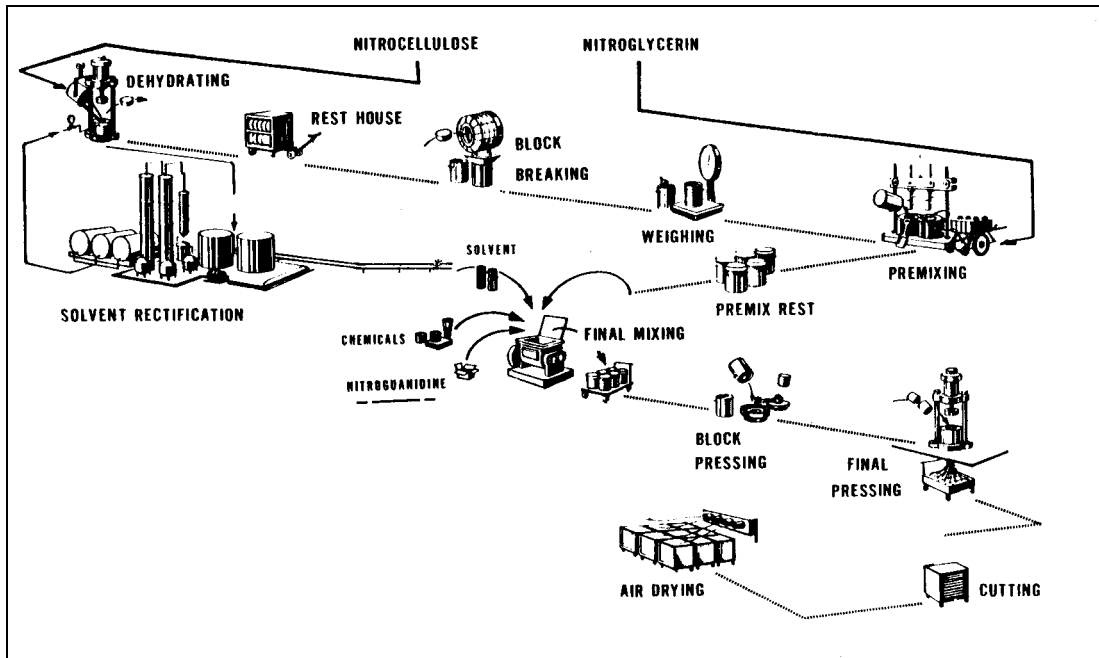 NITROCELLULOSE
NITROGLYCERIN
DEHYDRATING
REST HOUSE
BLOCK
BREAKING
WEIGHING
PREMIXING
SOLVENT
PREMIX REST
SOLVENT RECTIFICATION
CHEMICALS
FINAL MIXING
NITROGUANIDINE
BLOCK
PRESSING
FINAL
PRESSING
AIR DRYING
CUTTING